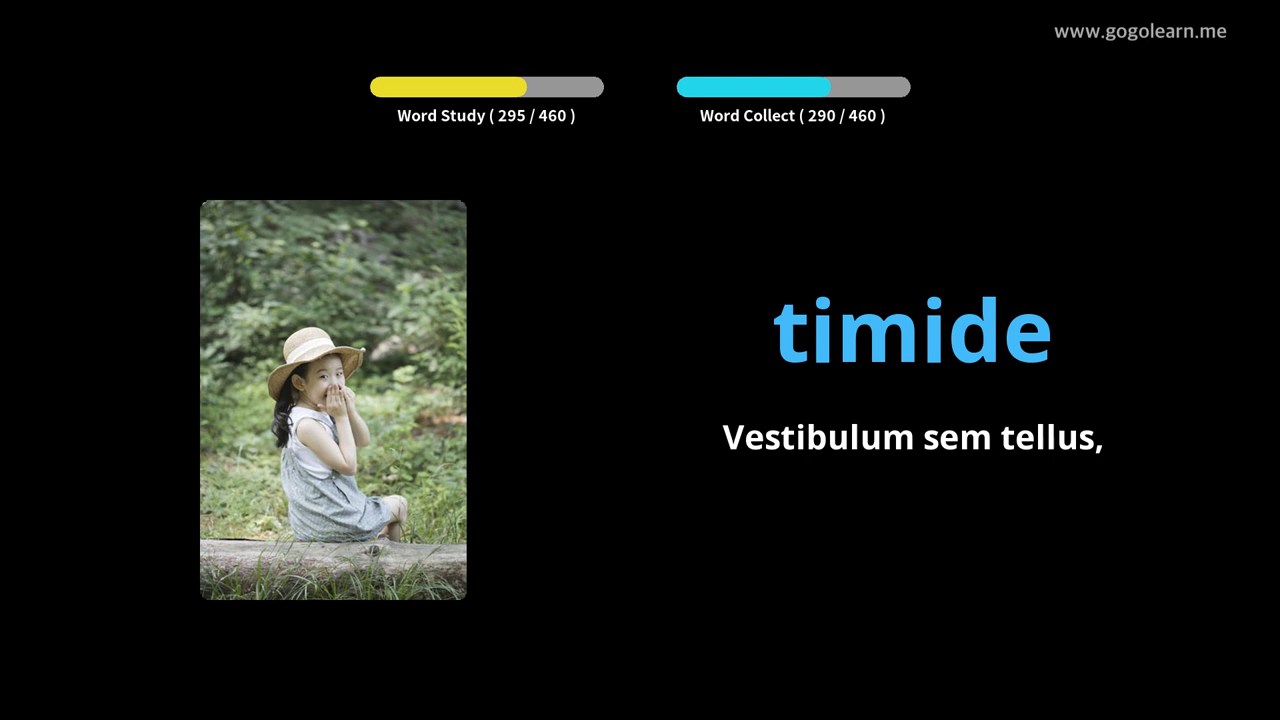 www.gogolearn.me
Word Study ( 295 / 460 )
Word Collect ( 290 / 460 )
timide
Vestibulum sem tellus,